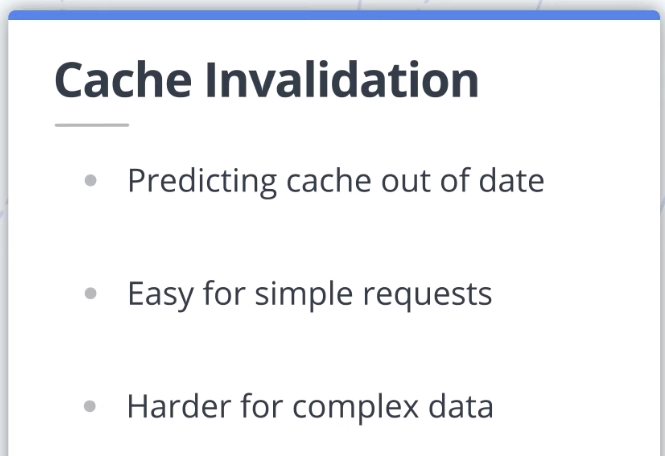 Cache Invalidation
Predicting cache out of date
Easy for simple requests
Harder for complex data